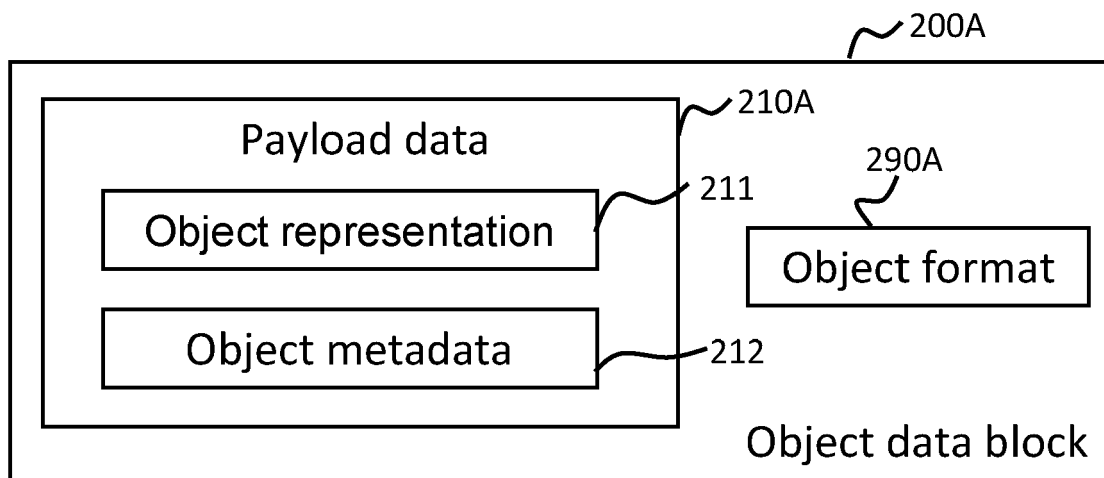 200A
210A
Payload data
290A
211
Object representation
Object format
Object metadata
212
Object data block